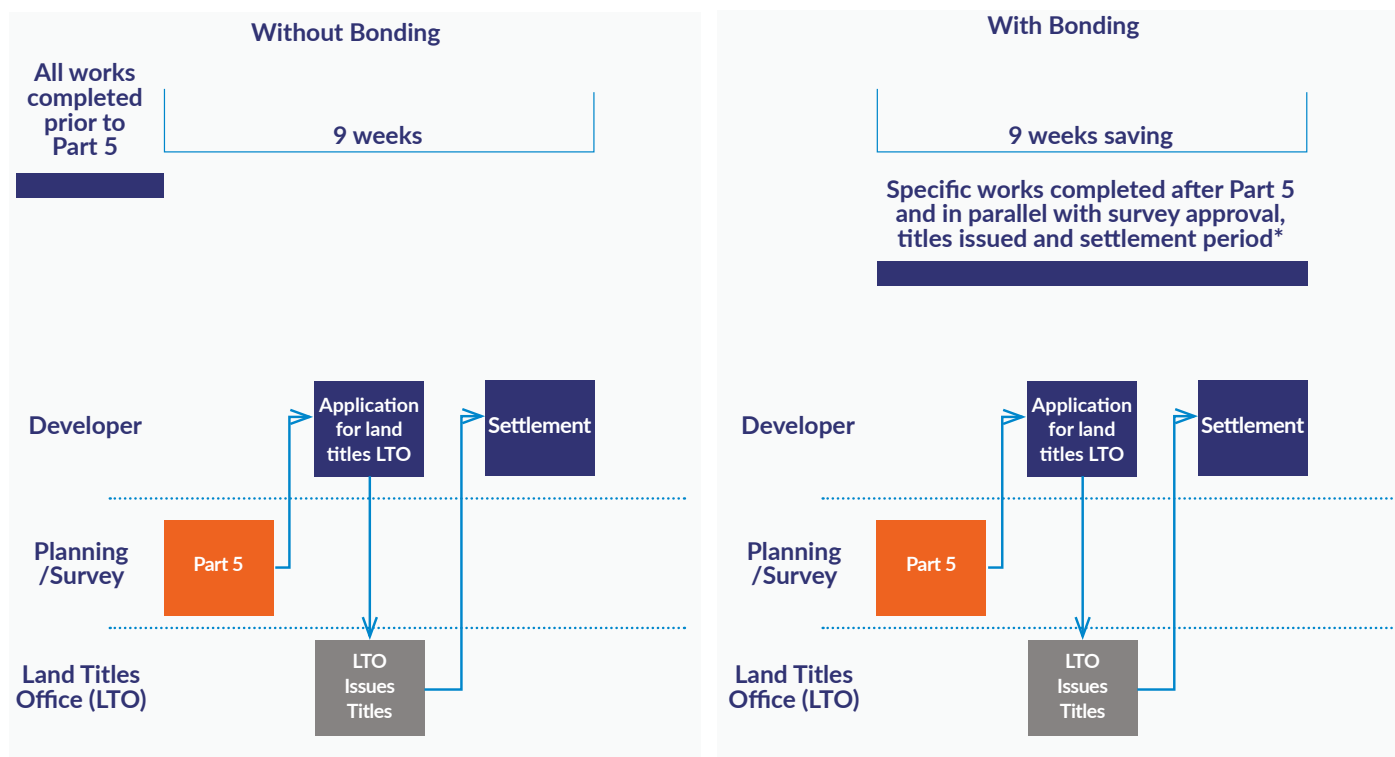 Without Bonding
All works
completed
prior to
Part 5
9 weeks
Developer
Application
for land
titles LTO
Settlement
Planning
/Survey
Part 5
Land Titles
Office (LTO)
LTO
Issues
Titles
With Bonding
9 weeks saving
Specific works completed after Part 5
and in parallel with survey approval,
titles issued and settlement period*
Developer
Application
for land
titles LTO
Settlement
Planning
/Survey
Part 5
Land Titles
Office (LTO)
LTO
Issues
Titles